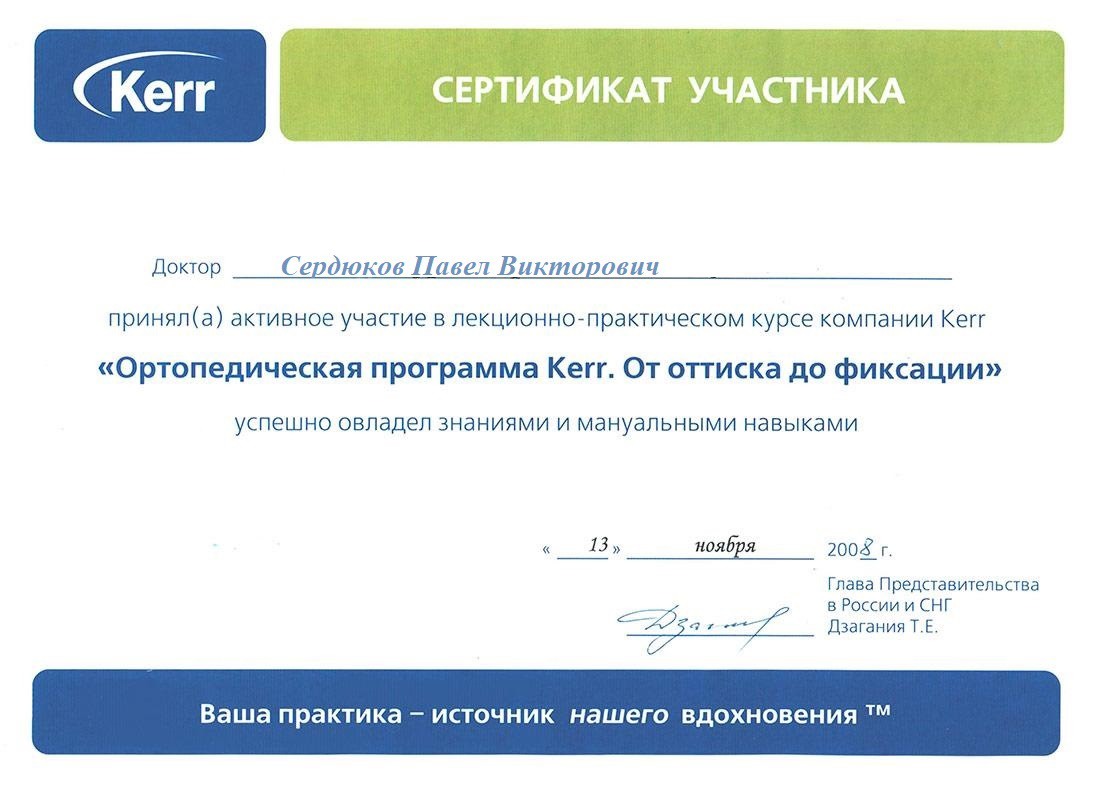 Kerr
СЕРТИФИКАТ УЧАСТНИКА
Доктор Сердюков Павел Викторович
принял(а) активное участие в лекционно-практическом курсе компании Kerr
«Ортопедическая программа Kerr. От оттиска до фиксации»
успешно овладел знаниями и мануальными навыками
« 13 » ноября 2008 г.
Глава Представительства
в России и СНГ
Дзагания Т.Е.
Ваша практика – источник нашего вдохновения ™